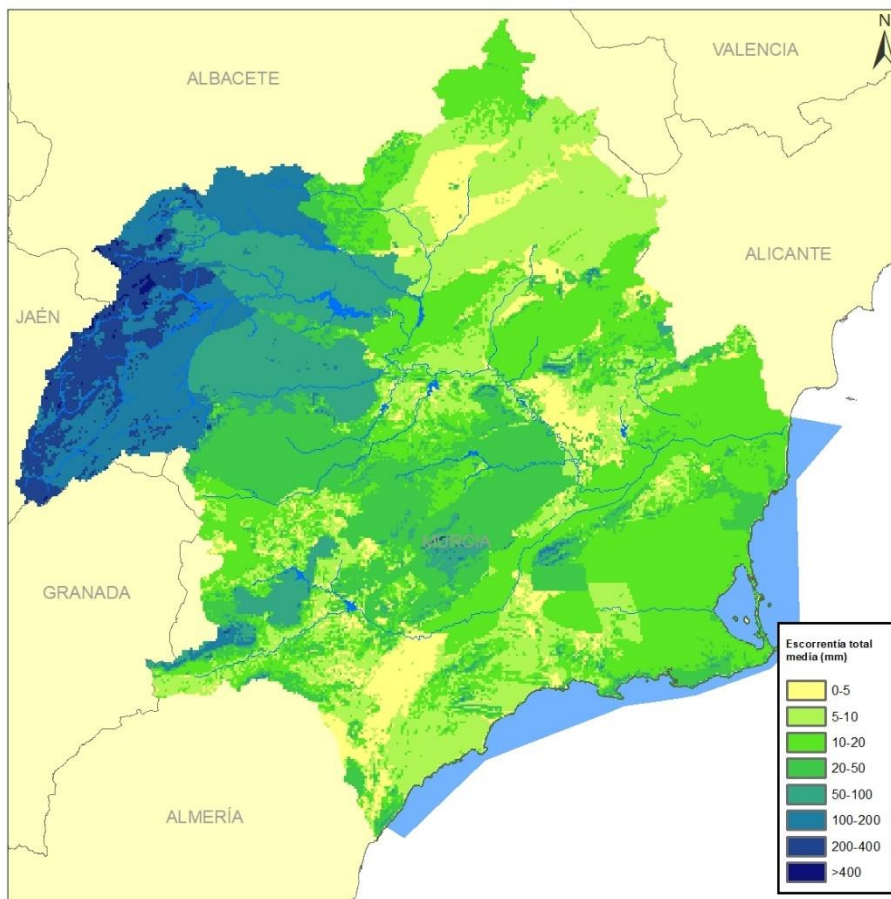 N
VALENCIA
ALBACETE
ALICANTE
JAÉN
MURCIA
GRANADA
ALMERÍA
Escorrentía total
media (mm)
0-5
5-10
10-20
20-50
50-100
100-200
200-400
>400